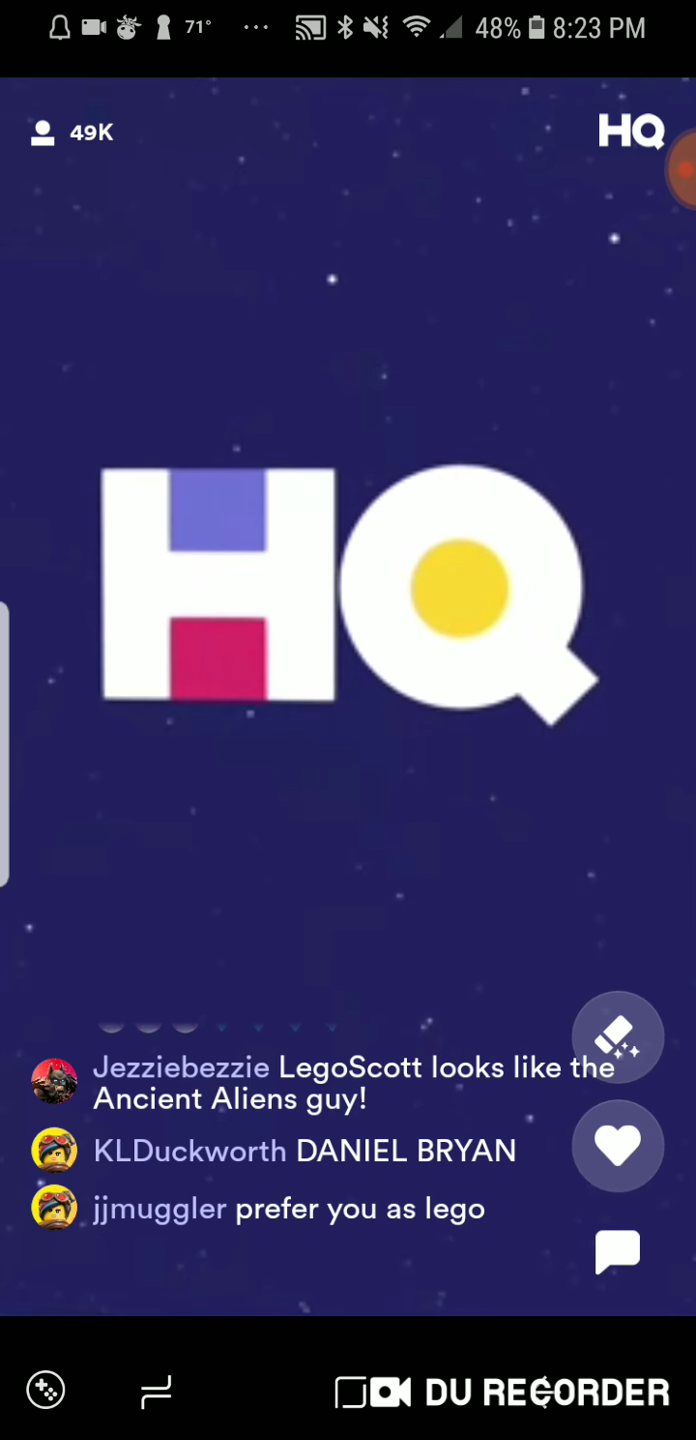 71° ... 48% 8:23 PM
49K HQ
HQ
Jezziebezzie LegoScott looks like the
Ancient Aliens guy!
KLDuckworth DANIEL BRYAN
jjmuggler prefer you as lego
DU RECORDER